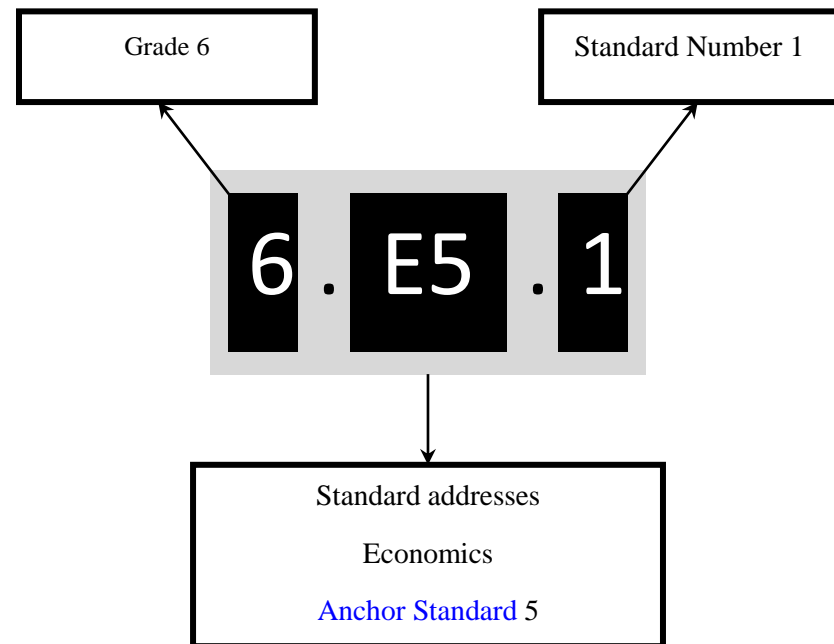 Grade 6
Standard Number 1
6 . E5 . 1
Standard addresses
Economics
Anchor Standard 5